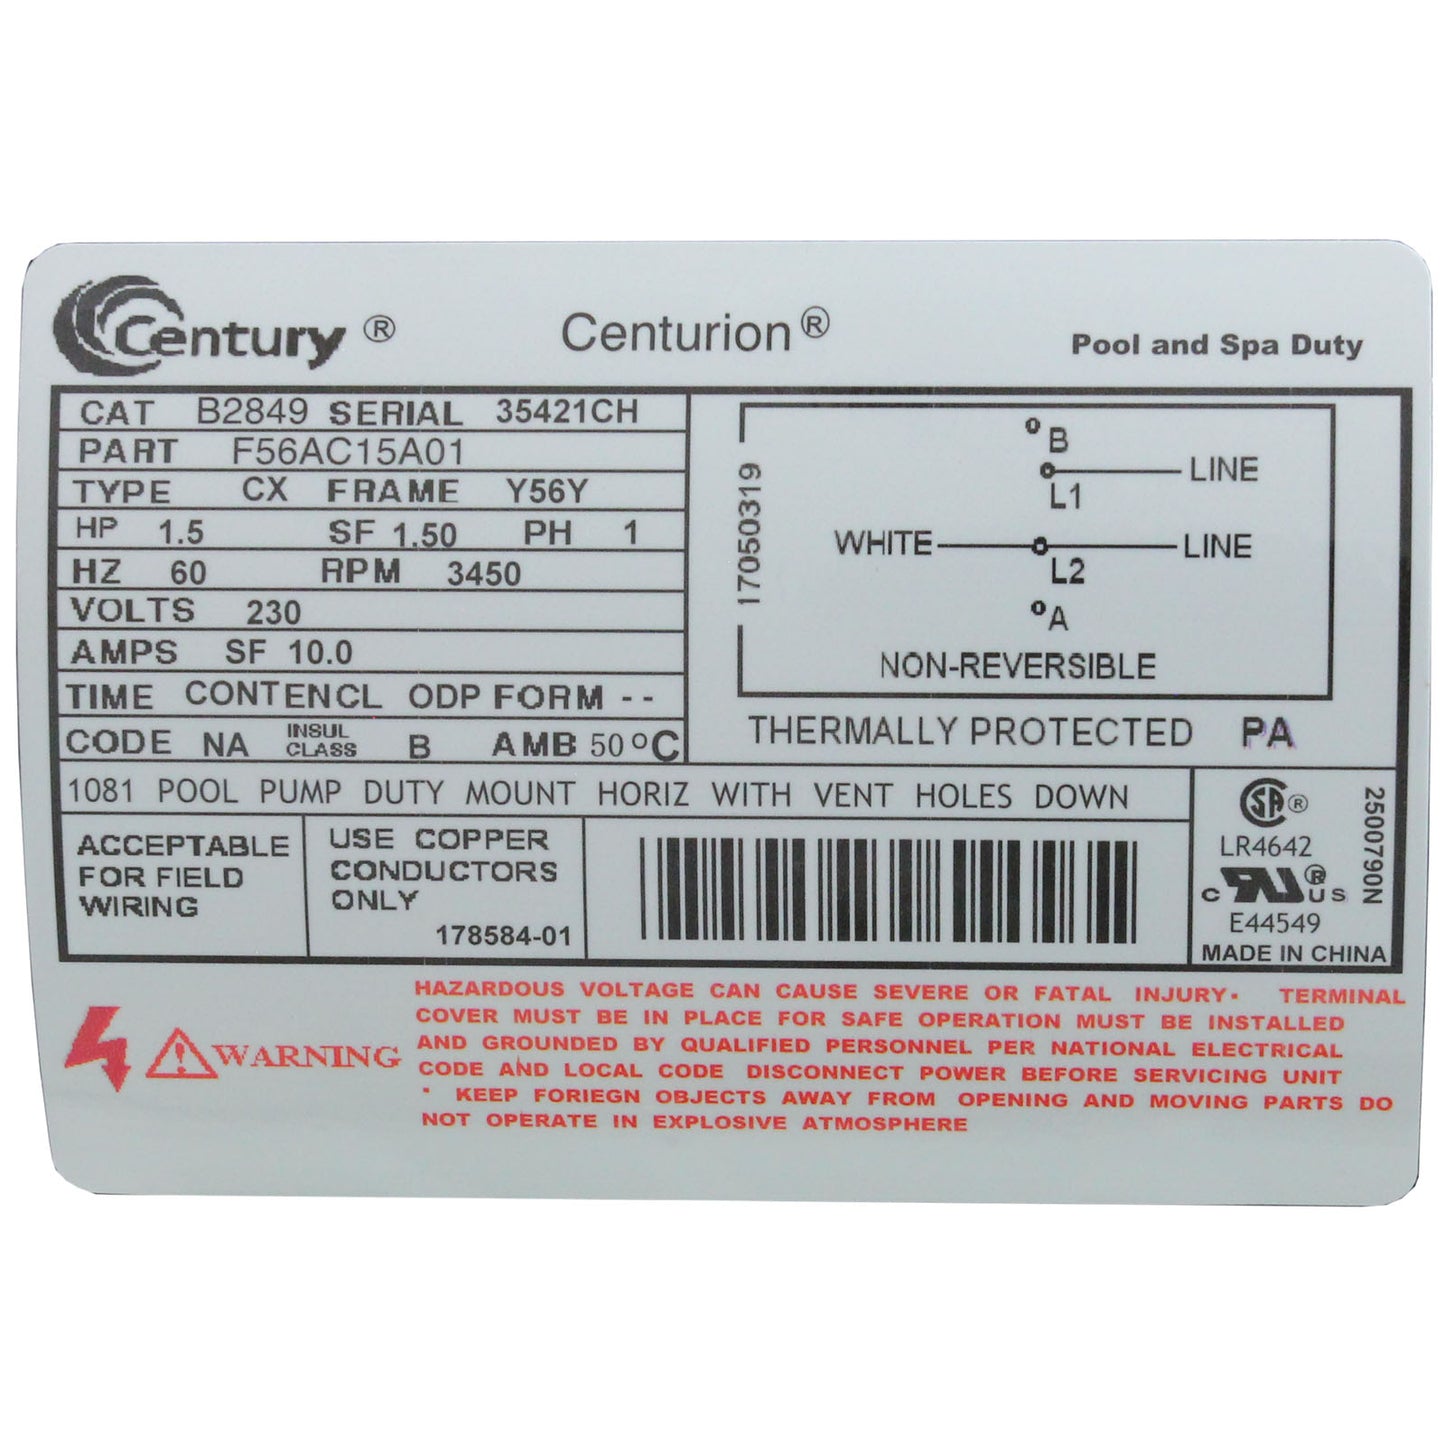 Century ® Centurion ® Pool and Spa Duty
CAT B2849 SERIAL 35421CH
PART F56AC15A01
TYPE CX FRAME Y56Y
HP 1.5 SF 1.50 PH 1
HZ 60 RPM 3450
VOLTS 230
AMPS SF 10.0
TIME CONT ENCL ODP FORM - -
CODE NA INSUL CLASS B AMB 50 °C
17050319
B
LINE
L1
WHITE LINE
L2
A
NON-REVERSIBLE
THERMALLY PROTECTED PA
1081 POOL PUMP DUTY MOUNT HORIZ WITH VENT HOLES DOWN
ACCEPTABLE
FOR FIELD
WIRING
USE COPPER
CONDUCTORS
ONLY
178584-01
SA ®
LR4642
C RU ® US
E44549
MADE IN CHINA
2500790N
WARNING
HAZARDOUS VOLTAGE CAN CAUSE SEVERE OR FATAL INJURY· TERMINAL
COVER MUST BE IN PLACE FOR SAFE OPERATION MUST BE INSTALLED
AND GROUNDED BY QUALIFIED PERSONNEL PER NATIONAL ELECTRICAL
CODE AND LOCAL CODE DISCONNECT POWER BEFORE SERVICING UNIT
· KEEP FORIEGN OBJECTS AWAY FROM OPENING AND MOVING PARTS DO
NOT OPERATE IN EXPLOSIVE ATMOSPHERE